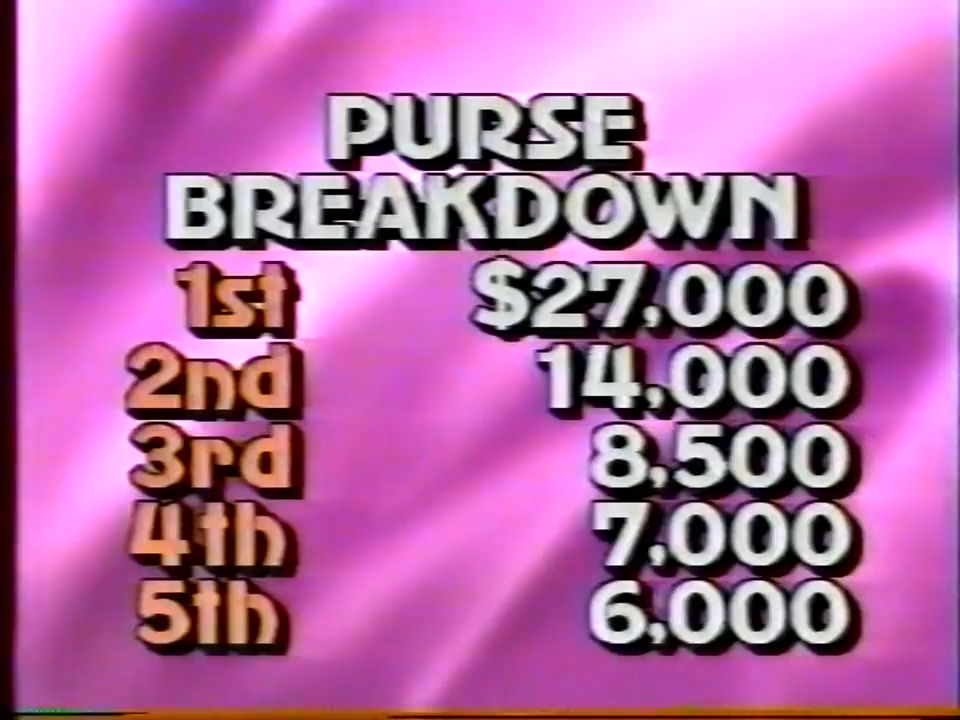 PURSE
BREAKDOWN
1st $27,000
2nd 14,000
3rd 8,500
4th 7,000
5th 6,000